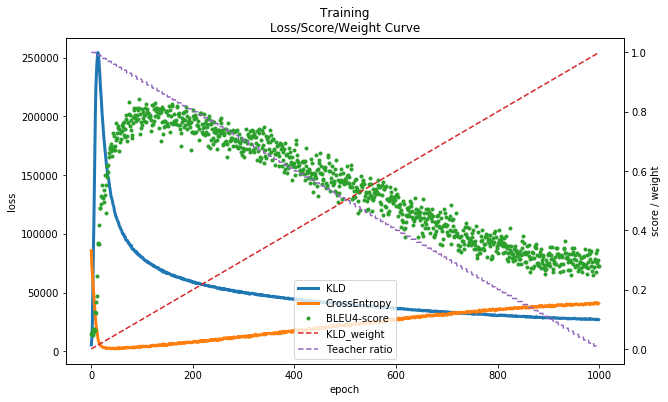 Training
Loss/Score/Weight Curve
loss
250000
200000
150000
100000
50000
0
1.0
0.8
0.6
0.4
0.2
0.0
score / weight
KLD
CrossEntropy
BLEU4-score
KLD_weight
Teacher ratio
0
200
400
600
800
1000
epoch